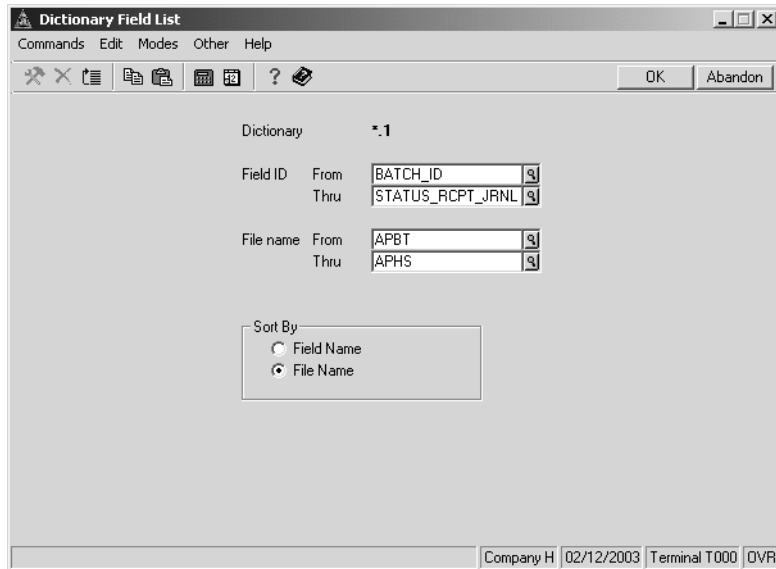 Dictionary Field List
Commands Edit Modes Other Help
OK Abandon
Dictionary *.1
Field ID From BATCH_ID
Thru STATUS_RCPT_JRNL
File name From APBT
Thru APHS
Sort By
Field Name
File Name
Company H 02/12/2003 Terminal T000 OVR